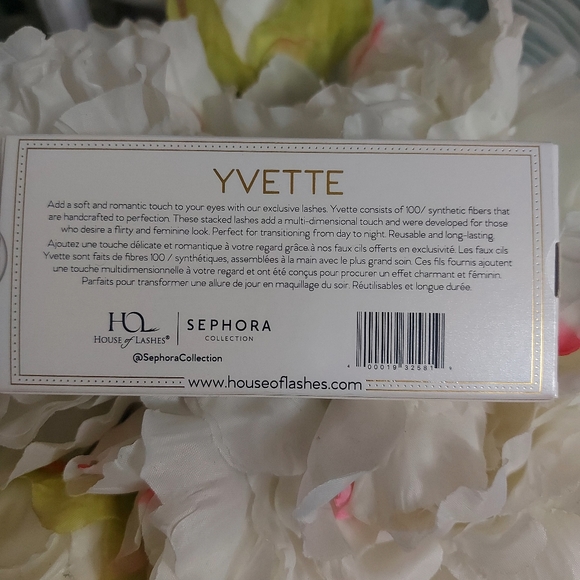 YVETTE
Add a soft and romantic touch to your eyes with our exclusive lashes. Yvette consists of 100/ synthetic fibers that
are handcrafted to perfection. These stacked lashes add a multi-dimensional touch and were developed for those
who desire a flirty and feminine look. Perfect for transitioning from day to night. Reusable and long-lasting.
Ajoutez une touche délicate et romantique à votre regard grâce à nos faux cils offerts en exclusivité. Les faux cils
Yvette sont faits de fibres 100 / synthétiques, assemblées à la main avec le plus grand soin. Ces fils fournis ajoutent
une touche multidimensionnelle à votre regard et ont été conçus pour procurer un effet charmant et féminin.
Parfaits pour transformer une allure de jour en maquillage du soir. Réutilisables et longue durée.
HOL
HOUSE of LASHES®
SEPHORA
COLLECTION
@SephoraCollection
4 00019 32581
www.houseoflashes.com